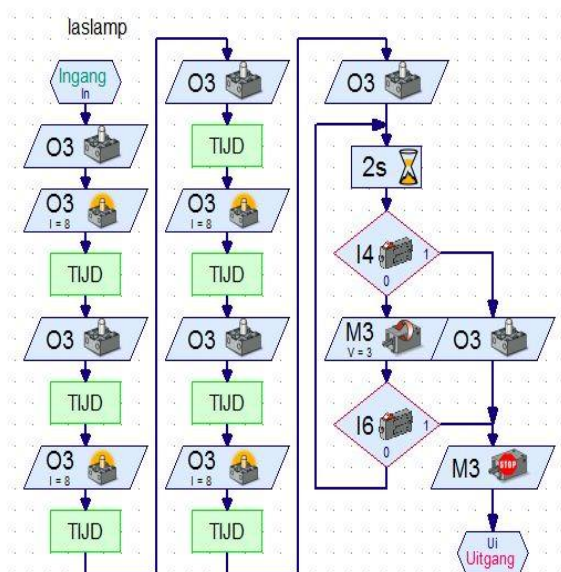 laslamp
Ingang
In
O3
O3
I = 8
TIJD
O3
TIJD
O3
I = 8
TIJD
O3
TIJD
O3
I = 8
TIJD
O3
TIJD
O3
I = 8
TIJD
O3
2s
I4
1
0
M3
V = 3
O3
I6
1
0
M3
STOP
Ui
Uitgang